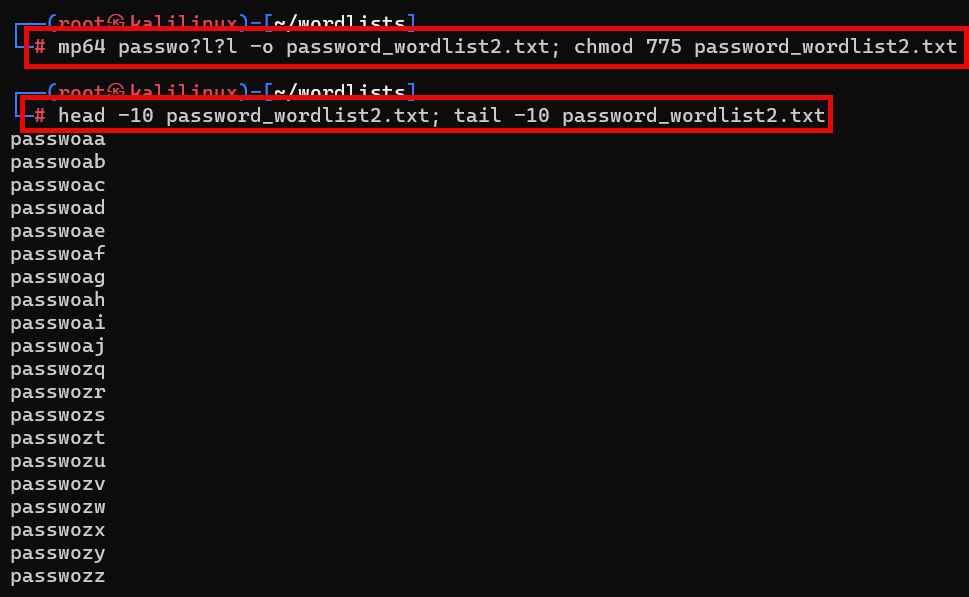 (root㉿kalilinux)-[~/wordlists]
# mp64 passwo?l?l -o password_wordlist2.txt; chmod 775 password_wordlist2.txt
(root㉿kalilinux)-[~/wordlists]
# head -10 password_wordlist2.txt; tail -10 password_wordlist2.txt
passwoaa
passwoab
passwoac
passwoad
passwoae
passwoaf
passwoag
passwoah
passwoai
passwoaj
passwozq
passwozr
passwozs
passwozt
passwozu
passwozv
passwozw
passwozx
passwozy
passwozz